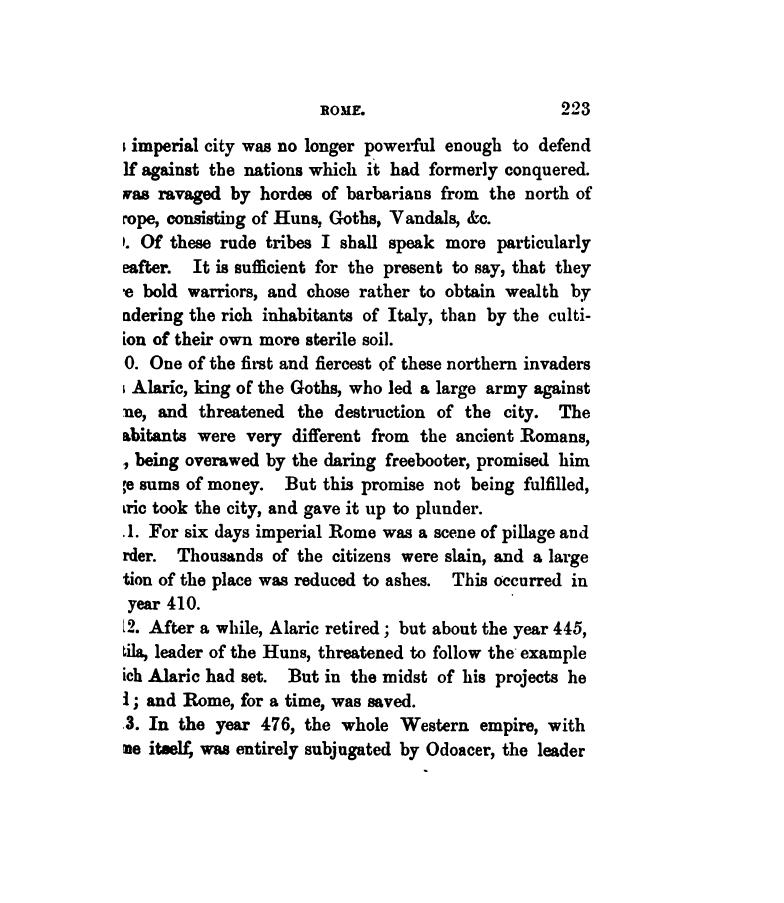 ROME. 223
imperial city was no longer powerful enough to defend
lf against the nations which it had formerly conquered.
was ravaged by hordes of barbarians from the north of
rope, consisting of Huns, Goths, Vandals, &c.
. Of these rude tribes I shall speak more particularly
eafter. It is sufficient for the present to say, that they
e bold warriors, and chose rather to obtain wealth by
ndering the rich inhabitants of Italy, than by the culti-
ion of their own more sterile soil.
0. One of the first and fiercest of these northern invaders
Alaric, king of the Goths, who led a large army against
me, and threatened the destruction of the city. The
abitants were very different from the ancient Romans,
, being overawed by the daring freebooter, promised him
ge sums of money. But this promise not being fulfilled,
aric took the city, and gave it up to plunder.
1. For six days imperial Rome was a scene of pillage and
rder. Thousands of the citizens were slain, and a large
tion of the place was reduced to ashes. This occurred in
year 410.
12. After a while, Alaric retired; but about the year 445,
tila, leader of the Huns, threatened to follow the example
ich Alaric had set. But in the midst of his projects he
d; and Rome, for a time, was saved.
3. In the year 476, the whole Western empire, with
me itself, was entirely subjugated by Odoacer, the leader